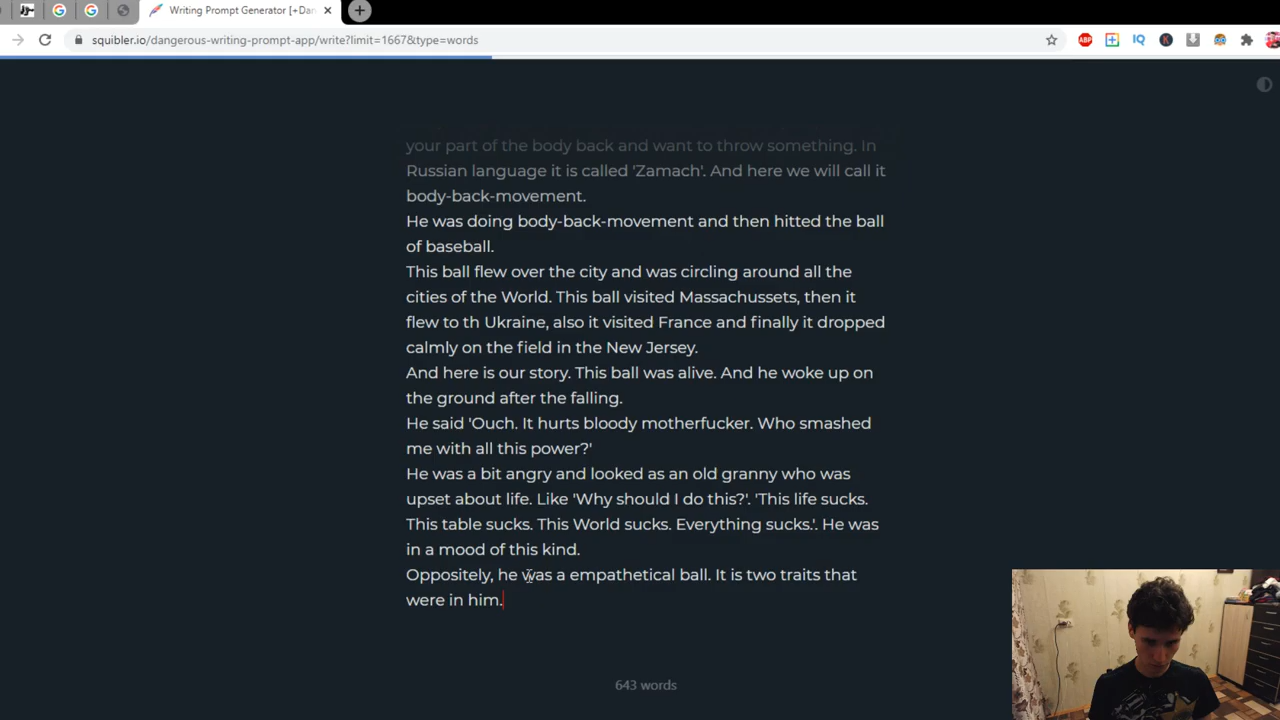 Writing Prompt Generator [+Dan
squibler.io/dangerous-writing-prompt-app/write?limit=1667&type=words
ABP
IQ
K
your part of the body back and want to throw something. In
Russian language it is called 'Zamach'. And here we will call it
body-back-movement.
He was doing body-back-movement and then hitted the ball
of baseball.
This ball flew over the city and was circling around all the
cities of the World. This ball visited Massachussets, then it
flew to th Ukraine, also it visited France and finally it dropped
calmly on the field in the New Jersey.
And here is our story. This ball was alive. And he woke up on
the ground after the falling.
He said 'Ouch. It hurts bloody motherfucker. Who smashed
me with all this power?'
He was a bit angry and looked as an old granny who was
upset about life. Like 'Why should I do this?'. 'This life sucks.
This table sucks. This World sucks. Everything sucks.'. He was
in a mood of this kind.
Oppositely, he was a empathetical ball. It is two traits that
were in him.
643 words